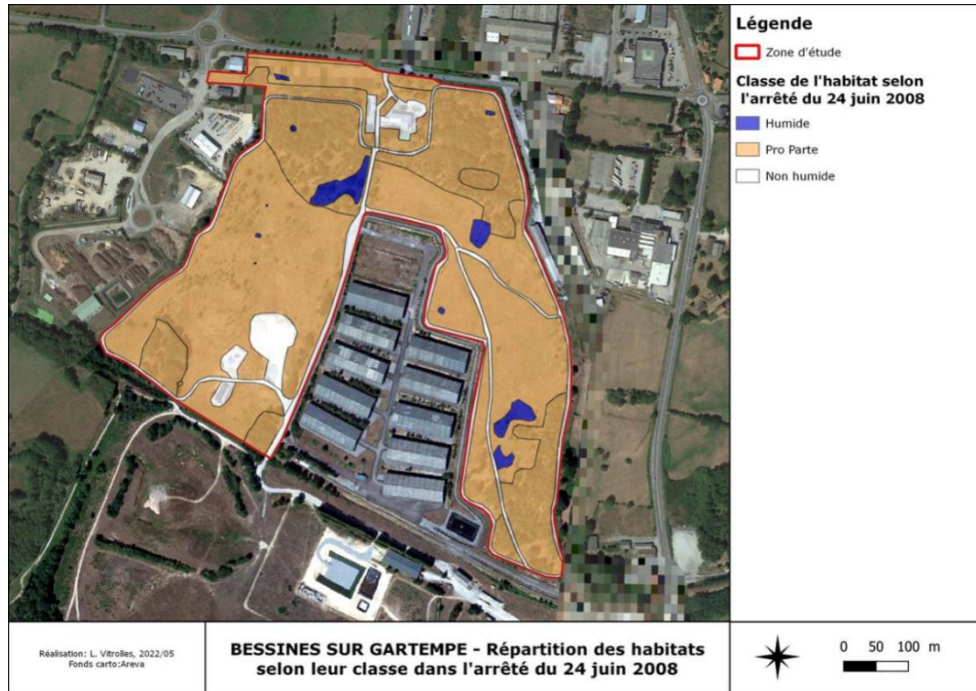 Légende
Zone d'étude
Classe de l'habitat selon
l'arrêté du 24 juin 2008
Humide
Pro Parte
Non humide
Réalisation: L. Vitrolles, 2022/05
Fonds carto:Areva
BESSINES SUR GARTEMPE - Répartition des habitats
selon leur classe dans l'arrêté du 24 juin 2008
0 50 100 m